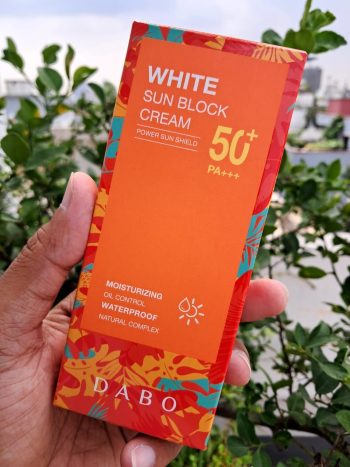 WHITE
SUN BLOCK
CREAM
POWER SUN SHIELD
50+
PA+++
MOISTURIZING
OIL CONTROL
WATERPROOF
NATURAL COMPLEX
DABO